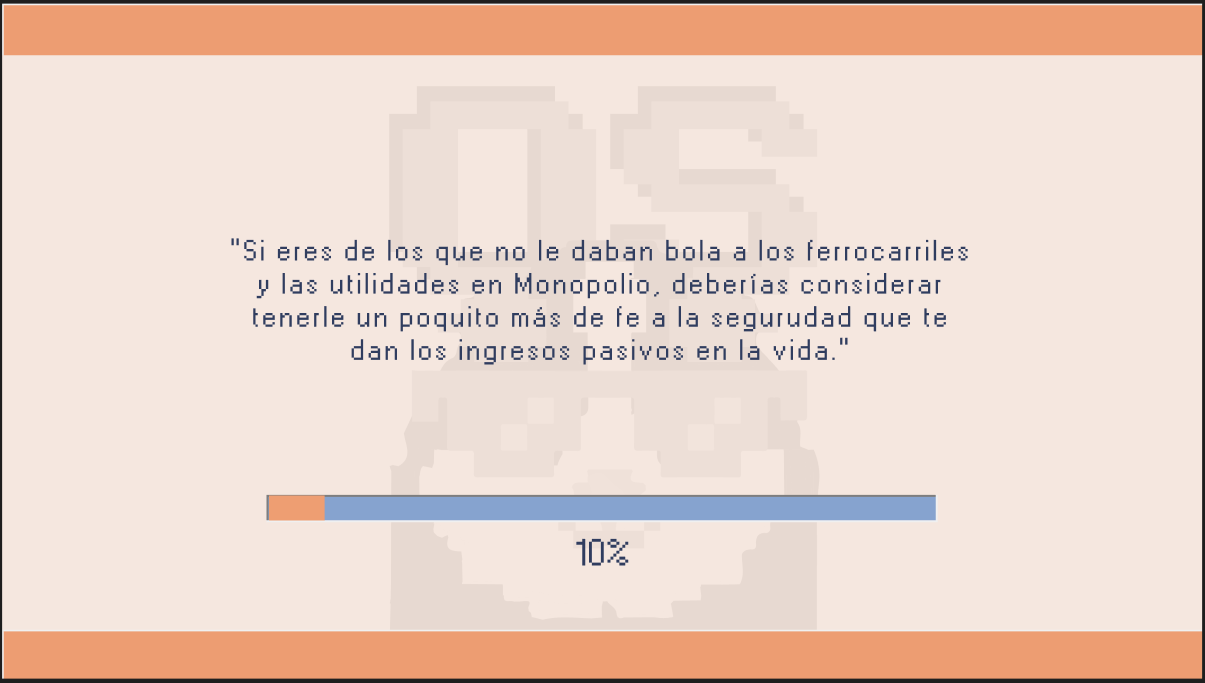 "Si eres de los que no le daban bola a los ferrocarriles
y las utilidades en Monopolio, deberías considerar
tenerle un poquito más de fe a la segurudad que te
dan los ingresos pasivos en la vida."
10%